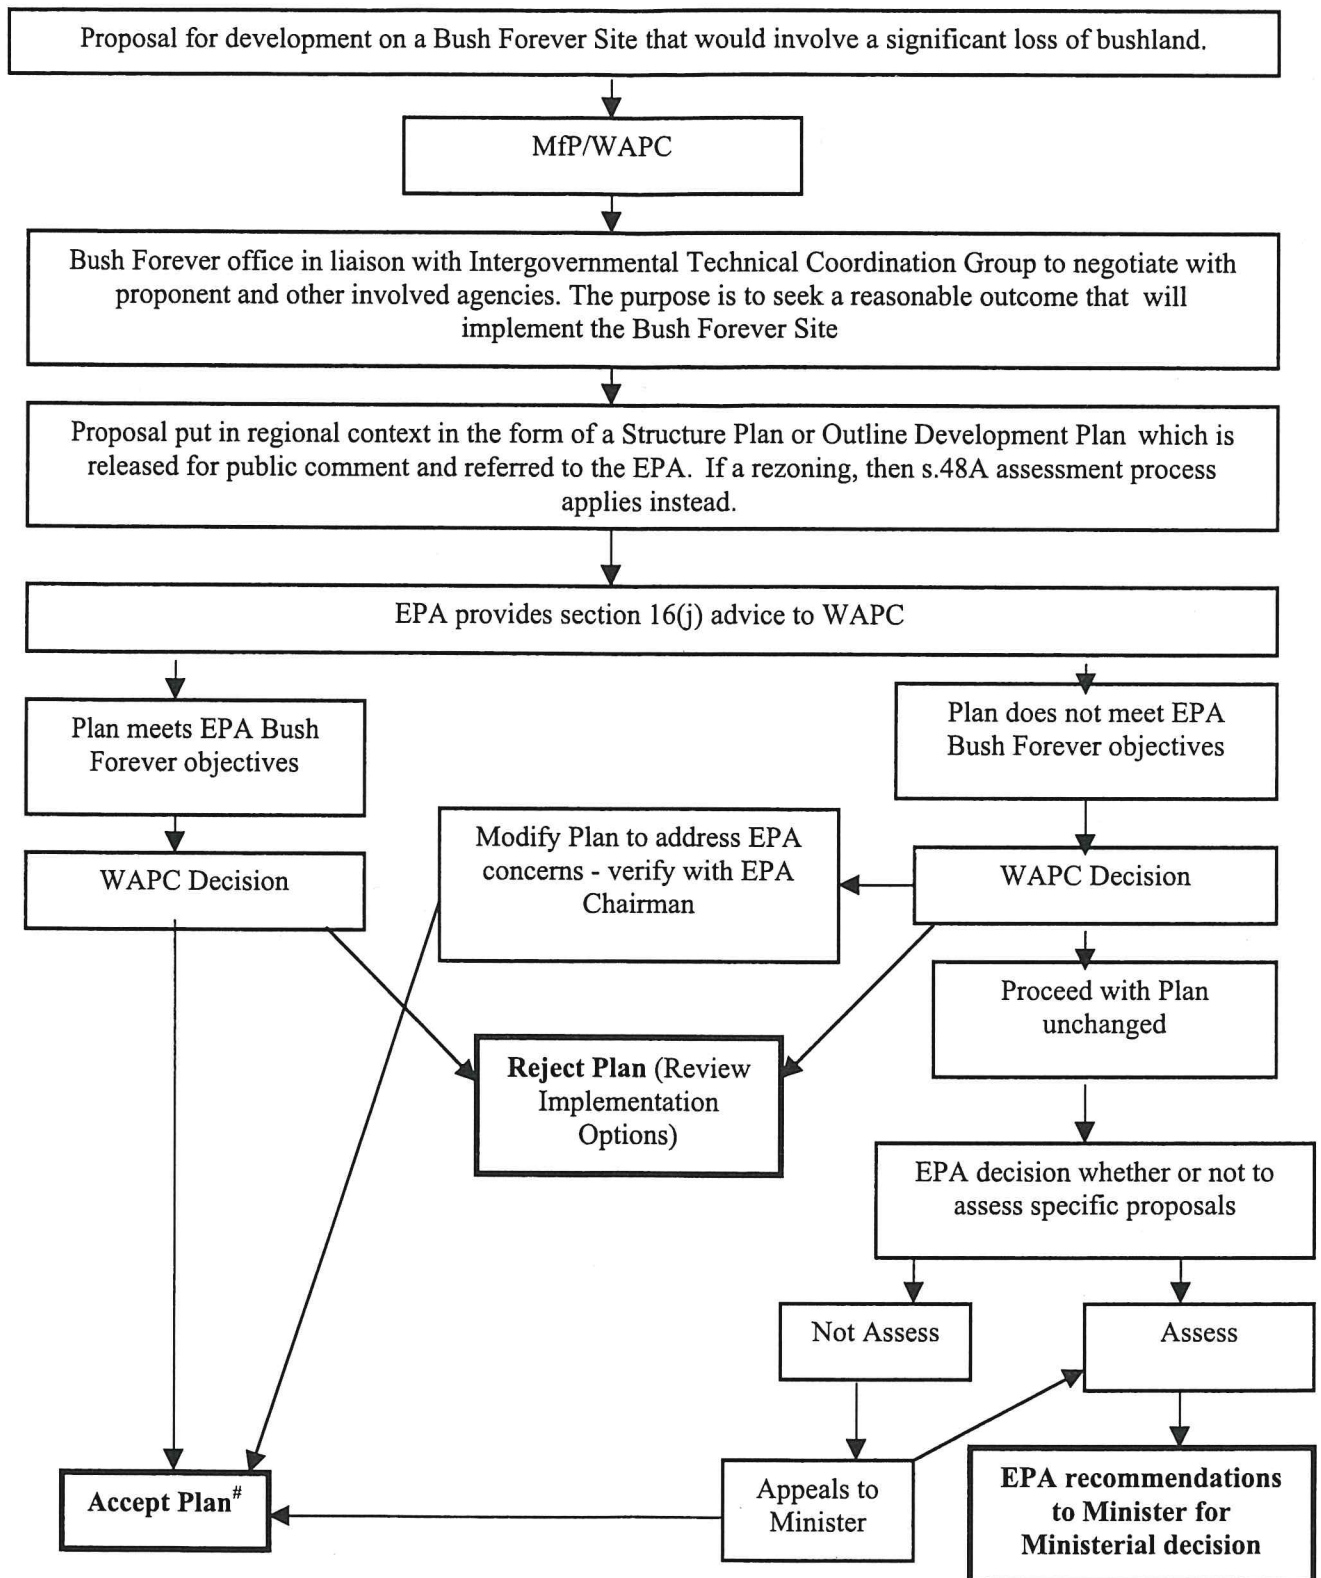 Proposal for development on a Bush Forever Site that would involve a significant loss of bushland.
MfP/WAPC
Bush Forever office in liaison with Intergovernmental Technical Coordination Group to negotiate with
proponent and other involved agencies. The purpose is to seek a reasonable outcome that will
implement the Bush Forever Site
Proposal put in regional context in the form of a Structure Plan or Outline Development Plan which is
released for public comment and referred to the EPA. If a rezoning, then s.48A assessment process
applies instead.
EPA provides section 16(j) advice to WAPC
Plan meets EPA Bush
Forever objectives
Plan does not meet EPA
Bush Forever objectives
WAPC Decision
Modify Plan to address EPA
concerns - verify with EPA
Chairman
WAPC Decision
Proceed with Plan
unchanged
Reject Plan (Review
Implementation
Options)
EPA decision whether or not to
assess specific proposals
Not Assess
Assess
Accept Plan#
Appeals to
Minister
EPA recommendations
to Minister for
Ministerial decision